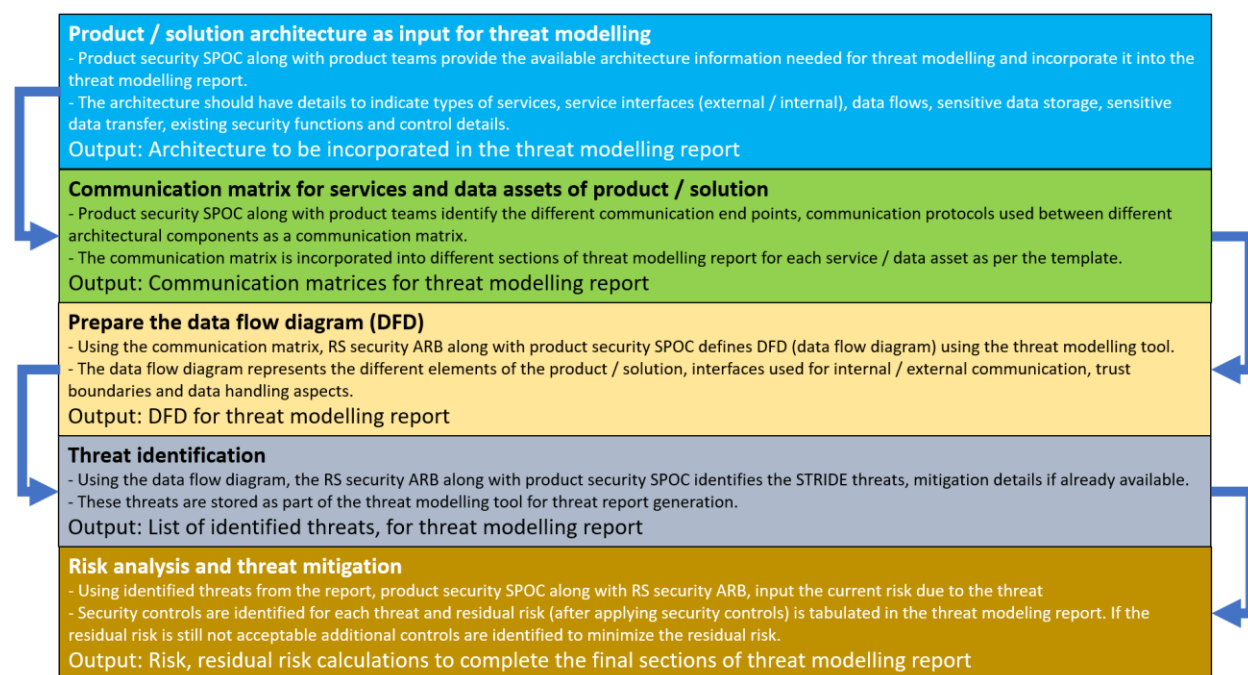 Product / solution architecture as input for threat modelling
- Product security SPOC along with product teams provide the available architecture information needed for threat modelling and incorporate it into the
threat modelling report.
- The architecture should have details to indicate types of services, service interfaces (external / internal), data flows, sensitive data storage, sensitive
data transfer, existing security functions and control details.
Output: Architecture to be incorporated in the threat modelling report
Communication matrix for services and data assets of product / solution
- Product security SPOC along with product teams identify the different communication end points, communication protocols used between different
architectural components as a communication matrix.
- The communication matrix is incorporated into different sections of threat modelling report for each service / data asset as per the template.
Output: Communication matrices for threat modelling report
Prepare the data flow diagram (DFD)
- Using the communication matrix, RS security ARB along with product security SPOC defines DFD (data flow diagram) using the threat modelling tool.
- The data flow diagram represents the different elements of the product / solution, interfaces used for internal / external communication, trust
boundaries and data handling aspects.
Output: DFD for threat modelling report
Threat identification
- Using the data flow diagram, the RS security ARB along with product security SPOC identifies the STRIDE threats, mitigation details if already available.
- These threats are stored as part of the threat modelling tool for threat report generation.
Output: List of identified threats, for threat modelling report
Risk analysis and threat mitigation
- Using identified threats from the report, product security SPOC along with RS security ARB, input the current risk due to the threat
- Security controls are identified for each threat and residual risk (after applying security controls) is tabulated in the threat modeling report. If the
residual risk is still not acceptable additional controls are identified to minimize the residual risk.
Output: Risk, residual risk calculations to complete the final sections of threat modelling report